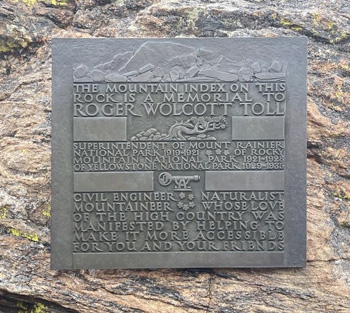 THE MOUNTAIN INDEX ON THIS
ROCK IS A MEMORIAL TO
ROGER WOLCOTT TOLL
SUPERINTENDENT OF MOUNT RAINIER
NATIONAL PARK 1919-1921 *** OF ROCKY
MOUNTAIN NATIONAL PARK 1921-1928
OF YELLOWSTONE NATIONAL PARK 1929-1936
CIVIL ENGINEER ** NATURALIST
MOUNTAINEER ** WHOSE LOVE
OF THE HIGH COUNTRY WAS
MANIFESTED BY HELPING TO
MAKE IT MORE ACCESSIBLE
FOR YOU AND YOUR FRIENDS